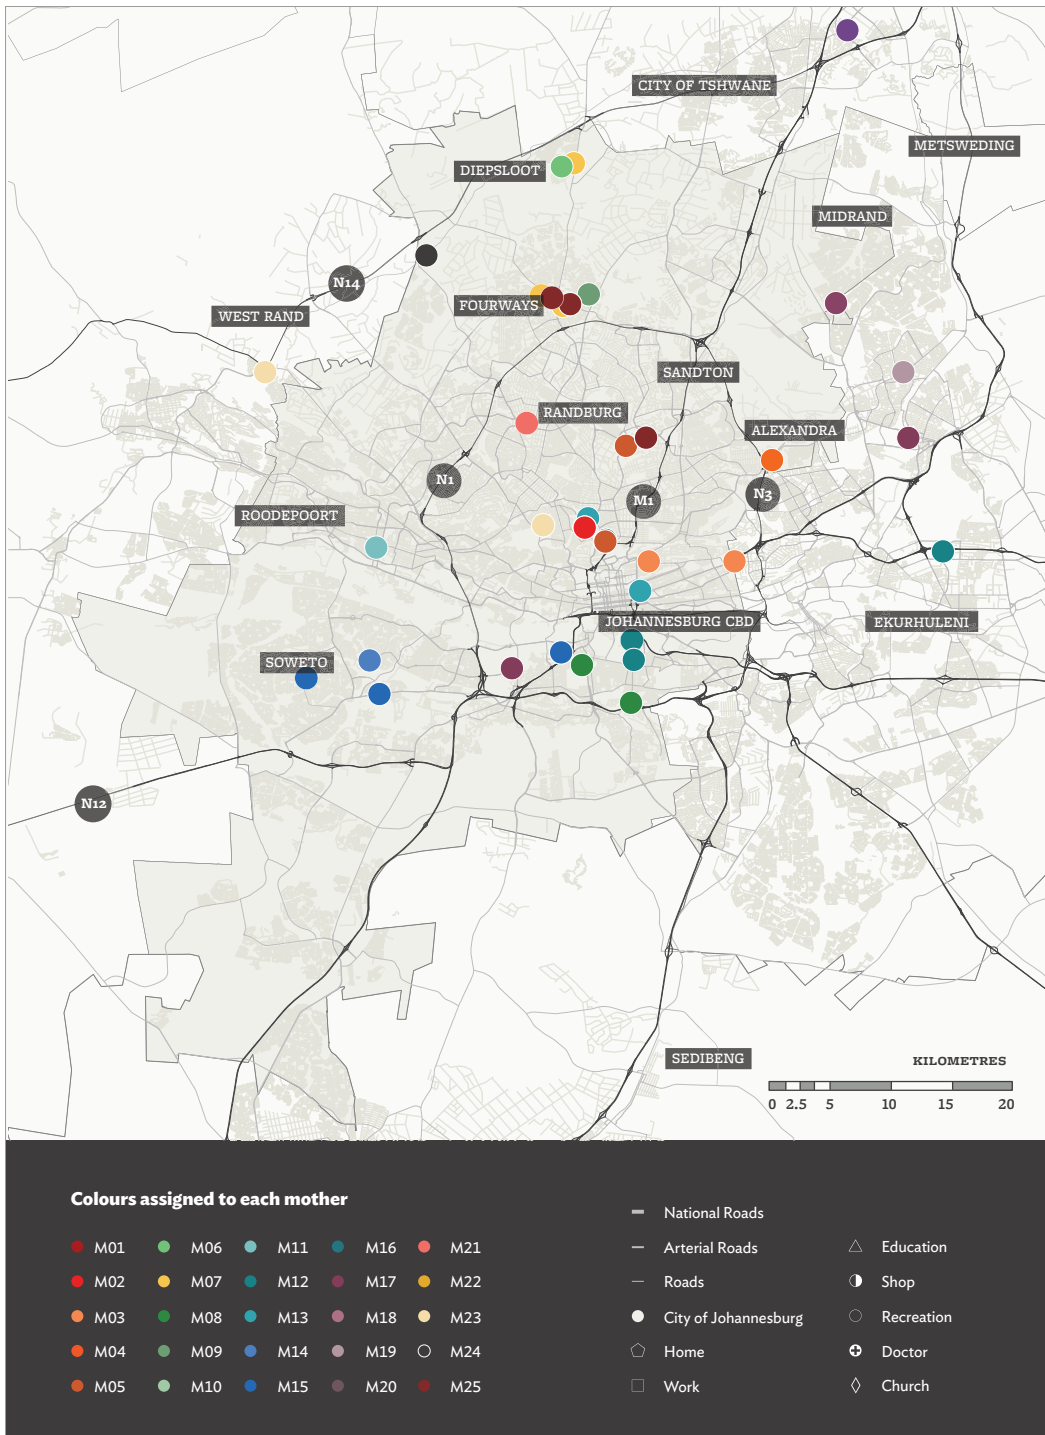 CITY OF TSHWANE
METSWEDING
DIEPSLOOT
MIDRAND
N14
FOURWAYS
WEST RAND
SANDTON
RANDBURG
ALEXANDRA
N1
M1
N3
ROODEPOORT
JOHANNESBURG CBD
EKURHULENI
SOWETO
N12
SEDIBENG
KILOMETRES
0 2.5 5 10 15 20
Colours assigned to each mother
M01 M06 M11 M16 M21
M02 M07 M12 M17 M22
M03 M08 M13 M18 M23
M04 M09 M14 M19 M24
M05 M10 M15 M20 M25
National Roads
Arterial Roads
Roads
City of Johannesburg
Home
Work
Education
Shop
Recreation
Doctor
Church